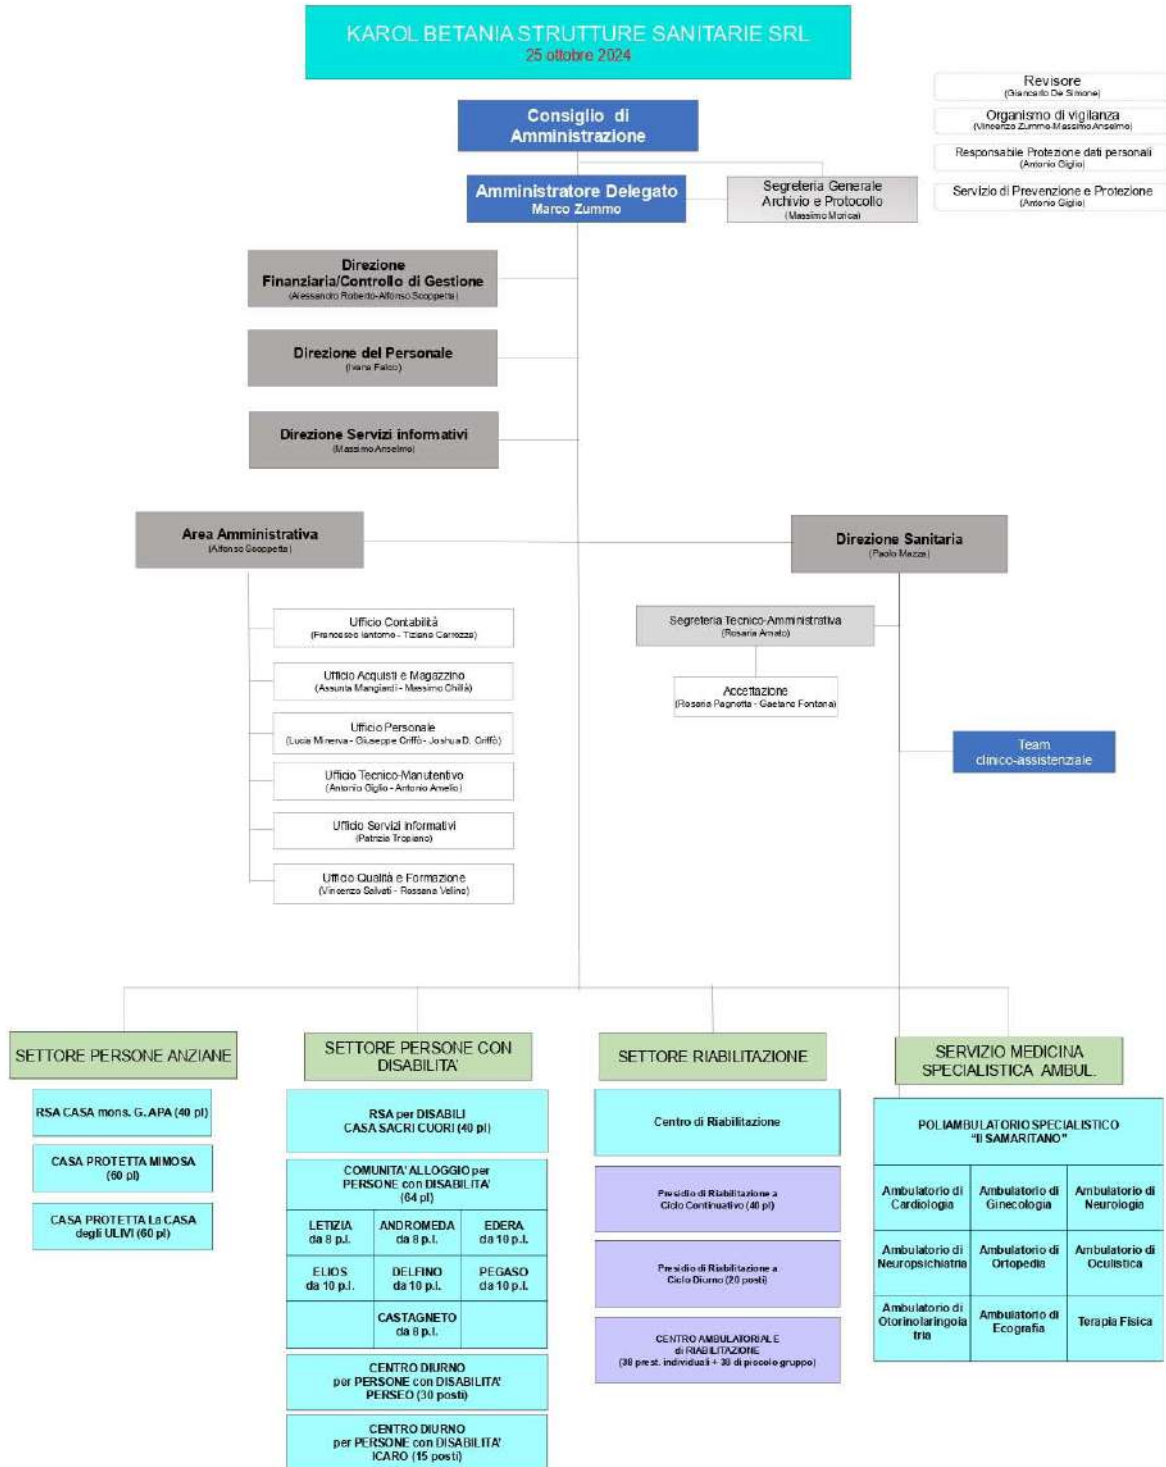 KAROL BETANIA STRUTTURE SANITARIE SRL
25 ottobre 2024
Revisore
(Giancarlo De Simone)
Organismo di vigilanza
(Vincenzo Zummo-Massimo Anselmo)
Responsabile Protezione dati personali
(Antonio Giglio)
Servizio di Prevenzione e Protezione
(Antonio Giglio)
Consiglio di
Amministrazione
Amministratore Delegato
Marco Zummo
Segreteria Generale
Archivio e Protocollo
(Massimo Morica)
Direzione
Finanziaria/Controllo di Gestione
(Alessandro Roberto-Alfonso Scoppetta)
Direzione del Personale
(Ivana Falco)
Direzione Servizi informativi
(Massimo Anselmo)
Area Amministrativa
(Alfonso Scoppetta)
Direzione Sanitaria
(Paolo Mazza)
Ufficio Contabilità
(Francesco Iantorno - Tiziana Carrozza)
Ufficio Acquisti e Magazzino
(Assunta Mangiardi - Massimo Chillà)
Ufficio Personale
(Lucia Minerva - Giuseppe Griffò - Joshua D. Griffò)
Ufficio Tecnico-Manutentivo
(Antonio Giglio - Antonio Amelio)
Ufficio Servizi informativi
(Patrizia Tropiano)
Ufficio Qualità e Formazione
(Vincenzo Salvati - Rossana Velino)
Segreteria Tecnico-Amministrativa
(Rosaria Amato)
Accettazione
(Rosaria Pagnotta - Gaetano Fontana)
Team
clinico-assistenziale
SETTORE PERSONE ANZIANE
RSA CASA mons. G. APA (40 pl)
CASA PROTETTA MIMOSA
(60 pl)
CASA PROTETTA La CASA
degli ULIVI (60 pl)
SETTORE PERSONE CON
DISABILITA'
RSA per DISABILI
CASA SACRI CUORI (40 pl)
COMUNITA' ALLOGGIO per
PERSONE con DISABILITA'
(64 pl)
LETIZIA
da 8 p.l.
ANDROMEDA
da 8 p.l.
EDERA
da 10 p.l.
ELIOS
da 10 p.l.
DELFINO
da 10 p.l.
PEGASO
da 10 p.l.
CASTAGNETO
da 8 p.l.
CENTRO DIURNO
per PERSONE con DISABILITA'
PERSEO (30 posti)
CENTRO DIURNO
per PERSONE con DISABILITA'
ICARO (15 posti)
SETTORE RIABILITAZIONE
Centro di Riabilitazione
Presidio di Riabilitazione a
Ciclo Continuativo (40 pl)
Presidio di Riabilitazione a
Ciclo Diurno (20 posti)
CENTRO AMBULATORIALE
di RIABILITAZIONE
(38 prest. individuali + 38 di piccolo gruppo)
SERVIZIO MEDICINA
SPECIALISTICA AMBUL.
POLIAMBULATORIO SPECIALISTICO
"Il SAMARITANO"
Ambulatorio di
Cardiologia
Ambulatorio di
Ginecologia
Ambulatorio di
Neurologia
Ambulatorio di
Neuropsichiatria
Ambulatorio di
Ortopedia
Ambulatorio di
Oculistica
Ambulatorio di
Otorinolaringoia
tria
Ambulatorio di
Ecografia
Terapia Fisica